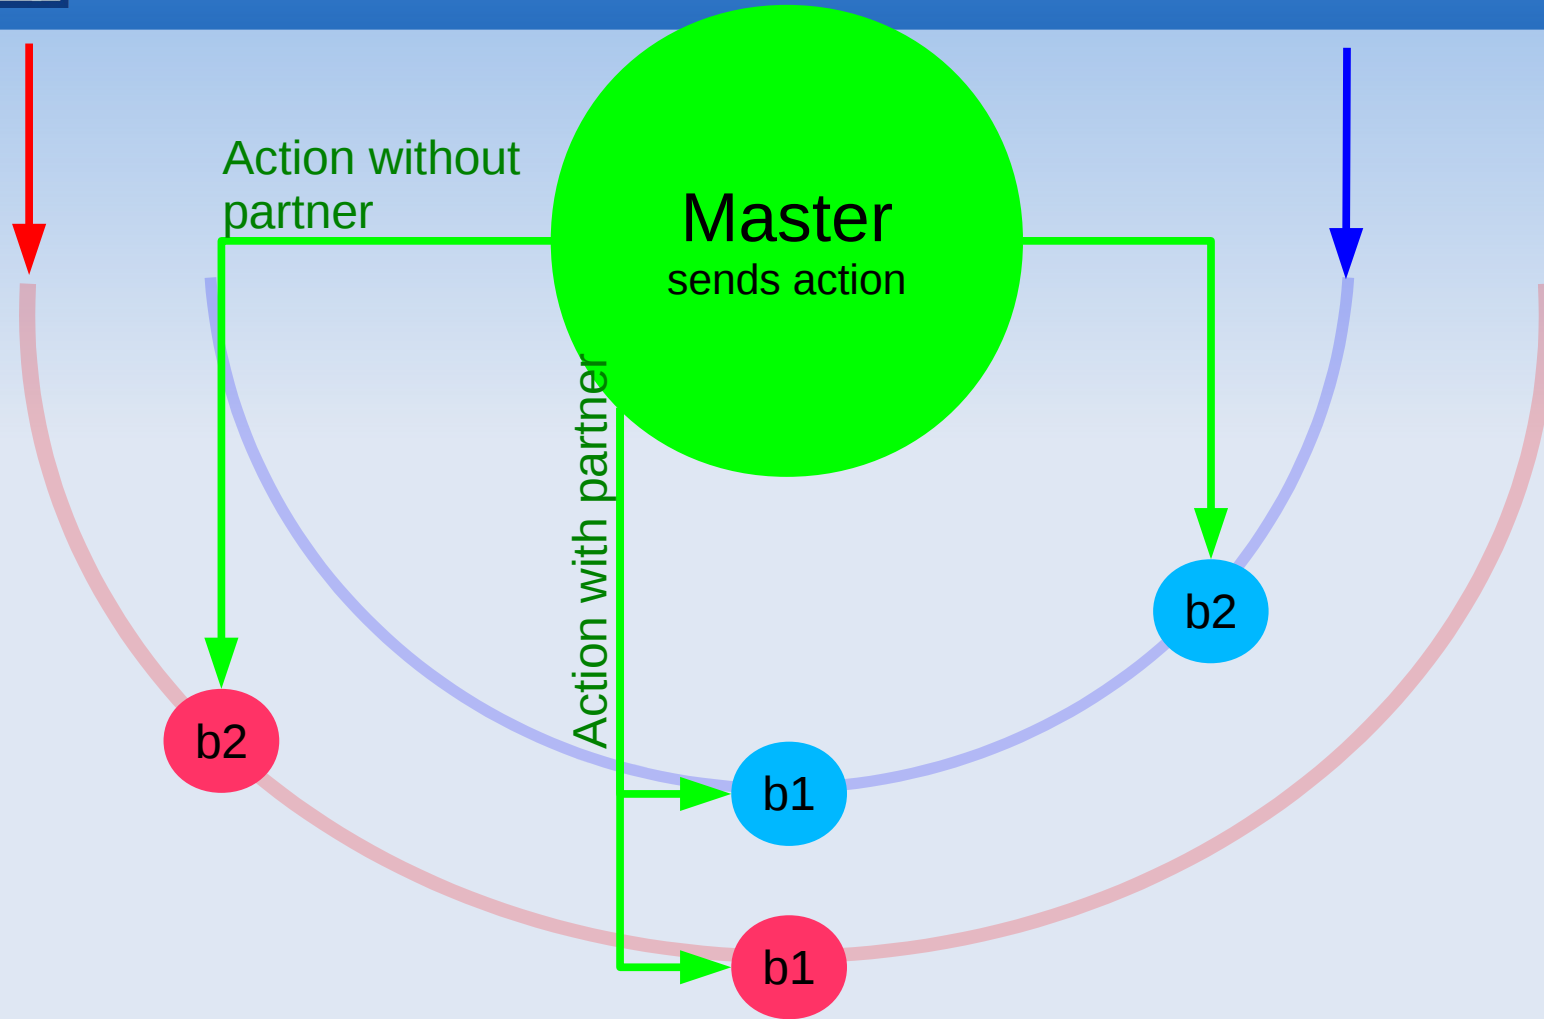 Action without
partner
Master
sends action
Action with partner
b2
b2
b1
b1